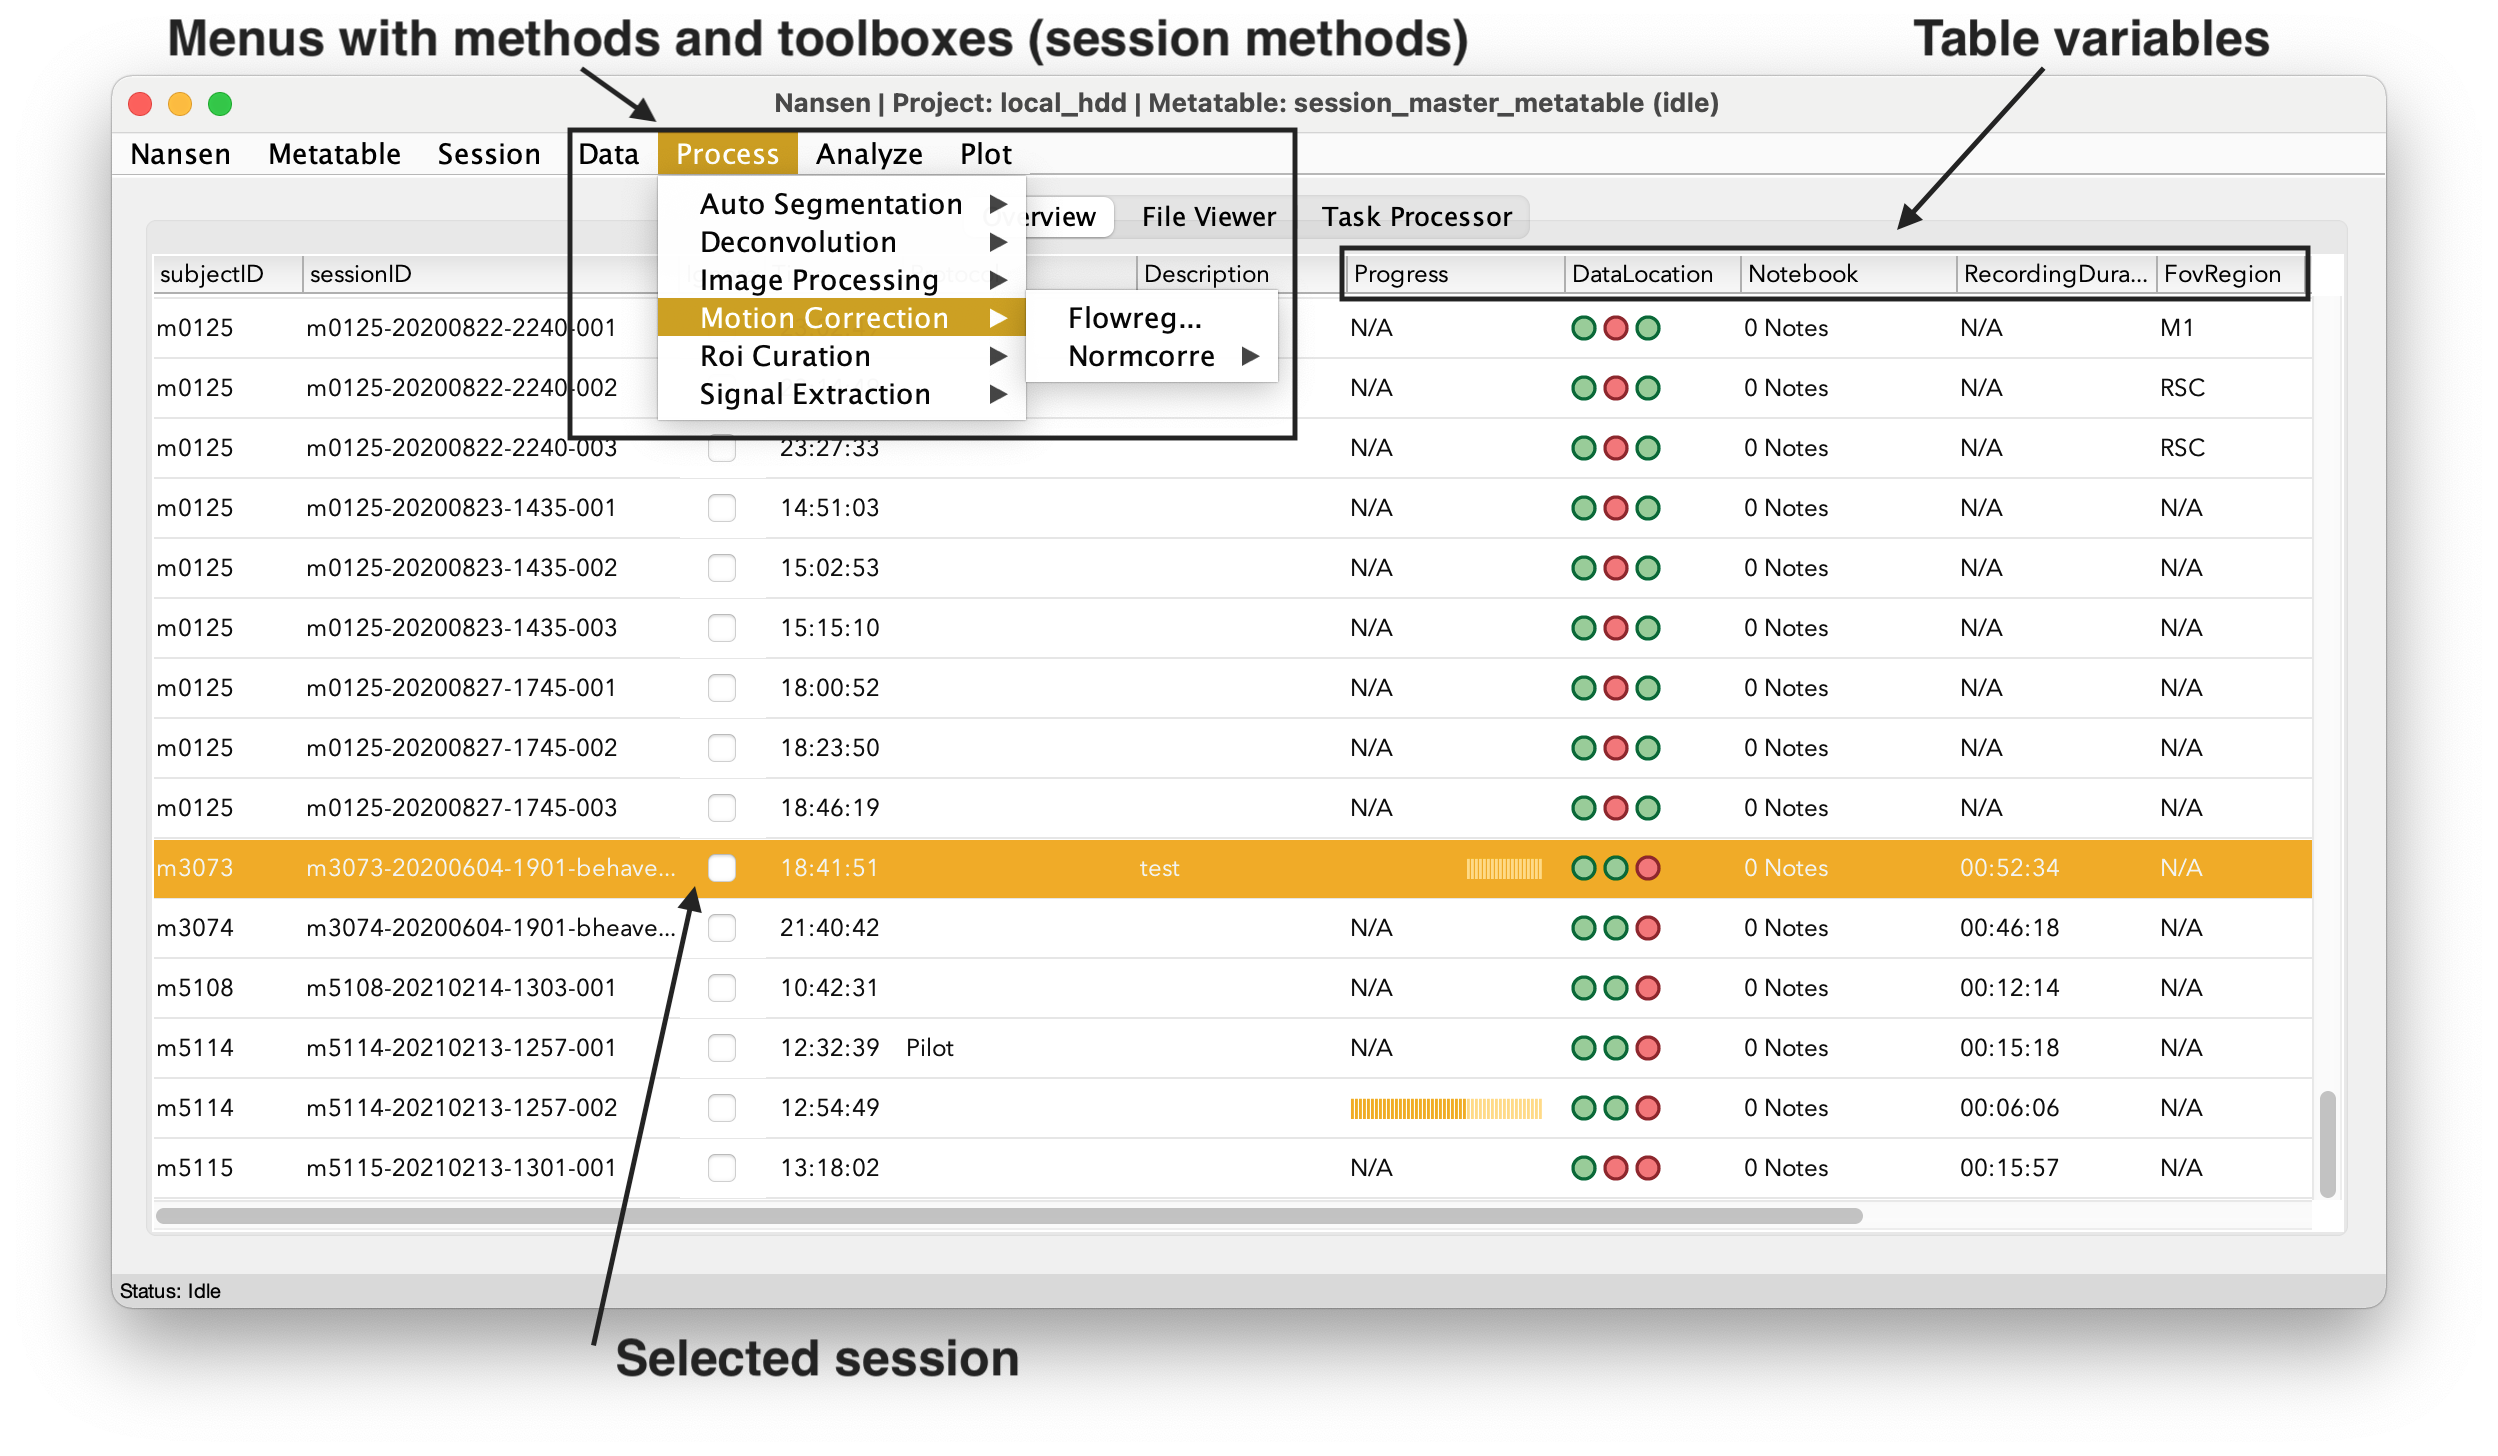 Menus with methods and toolboxes (session methods) Table variables
Nansen | Project: local_hdd | Metatable: session_master_metatable (idle)
Nansen Metatable Session Data Process Analyze Plot
Auto Segmentation
Deconvolution
Image Processing
Motion Correction
Roi Curation
Signal Extraction
Flowreg...
Normcorre
Overview File Viewer Task Processor
subjectID sessionID Description Progress DataLocation Notebook RecordingDura... FovRegion
m0125 m0125-20200822-2240-001 N/A 0 Notes N/A M1
m0125 m0125-20200822-2240-002 N/A 0 Notes N/A RSC
m0125 m0125-20200822-2240-003 23:27:33 N/A 0 Notes N/A RSC
m0125 m0125-20200823-1435-001 14:51:03 N/A 0 Notes N/A N/A
m0125 m0125-20200823-1435-002 15:02:53 N/A 0 Notes N/A N/A
m0125 m0125-20200823-1435-003 15:15:10 N/A 0 Notes N/A N/A
m0125 m0125-20200827-1745-001 18:00:52 N/A 0 Notes N/A N/A
m0125 m0125-20200827-1745-002 18:23:50 N/A 0 Notes N/A N/A
m0125 m0125-20200827-1745-003 18:46:19 N/A 0 Notes N/A N/A
m3073 m3073-20200604-1901-behave... 18:41:51 test 0 Notes 00:52:34 N/A
m3074 m3074-20200604-1901-bheave... 21:40:42 N/A 0 Notes 00:46:18 N/A
m5108 m5108-20210214-1303-001 10:42:31 N/A 0 Notes 00:12:14 N/A
m5114 m5114-20210213-1257-001 12:32:39 Pilot N/A 0 Notes 00:15:18 N/A
m5114 m5114-20210213-1257-002 12:54:49 0 Notes 00:06:06 N/A
m5115 m5115-20210213-1301-001 13:18:02 N/A 0 Notes 00:15:57 N/A
Status: Idle
Selected session